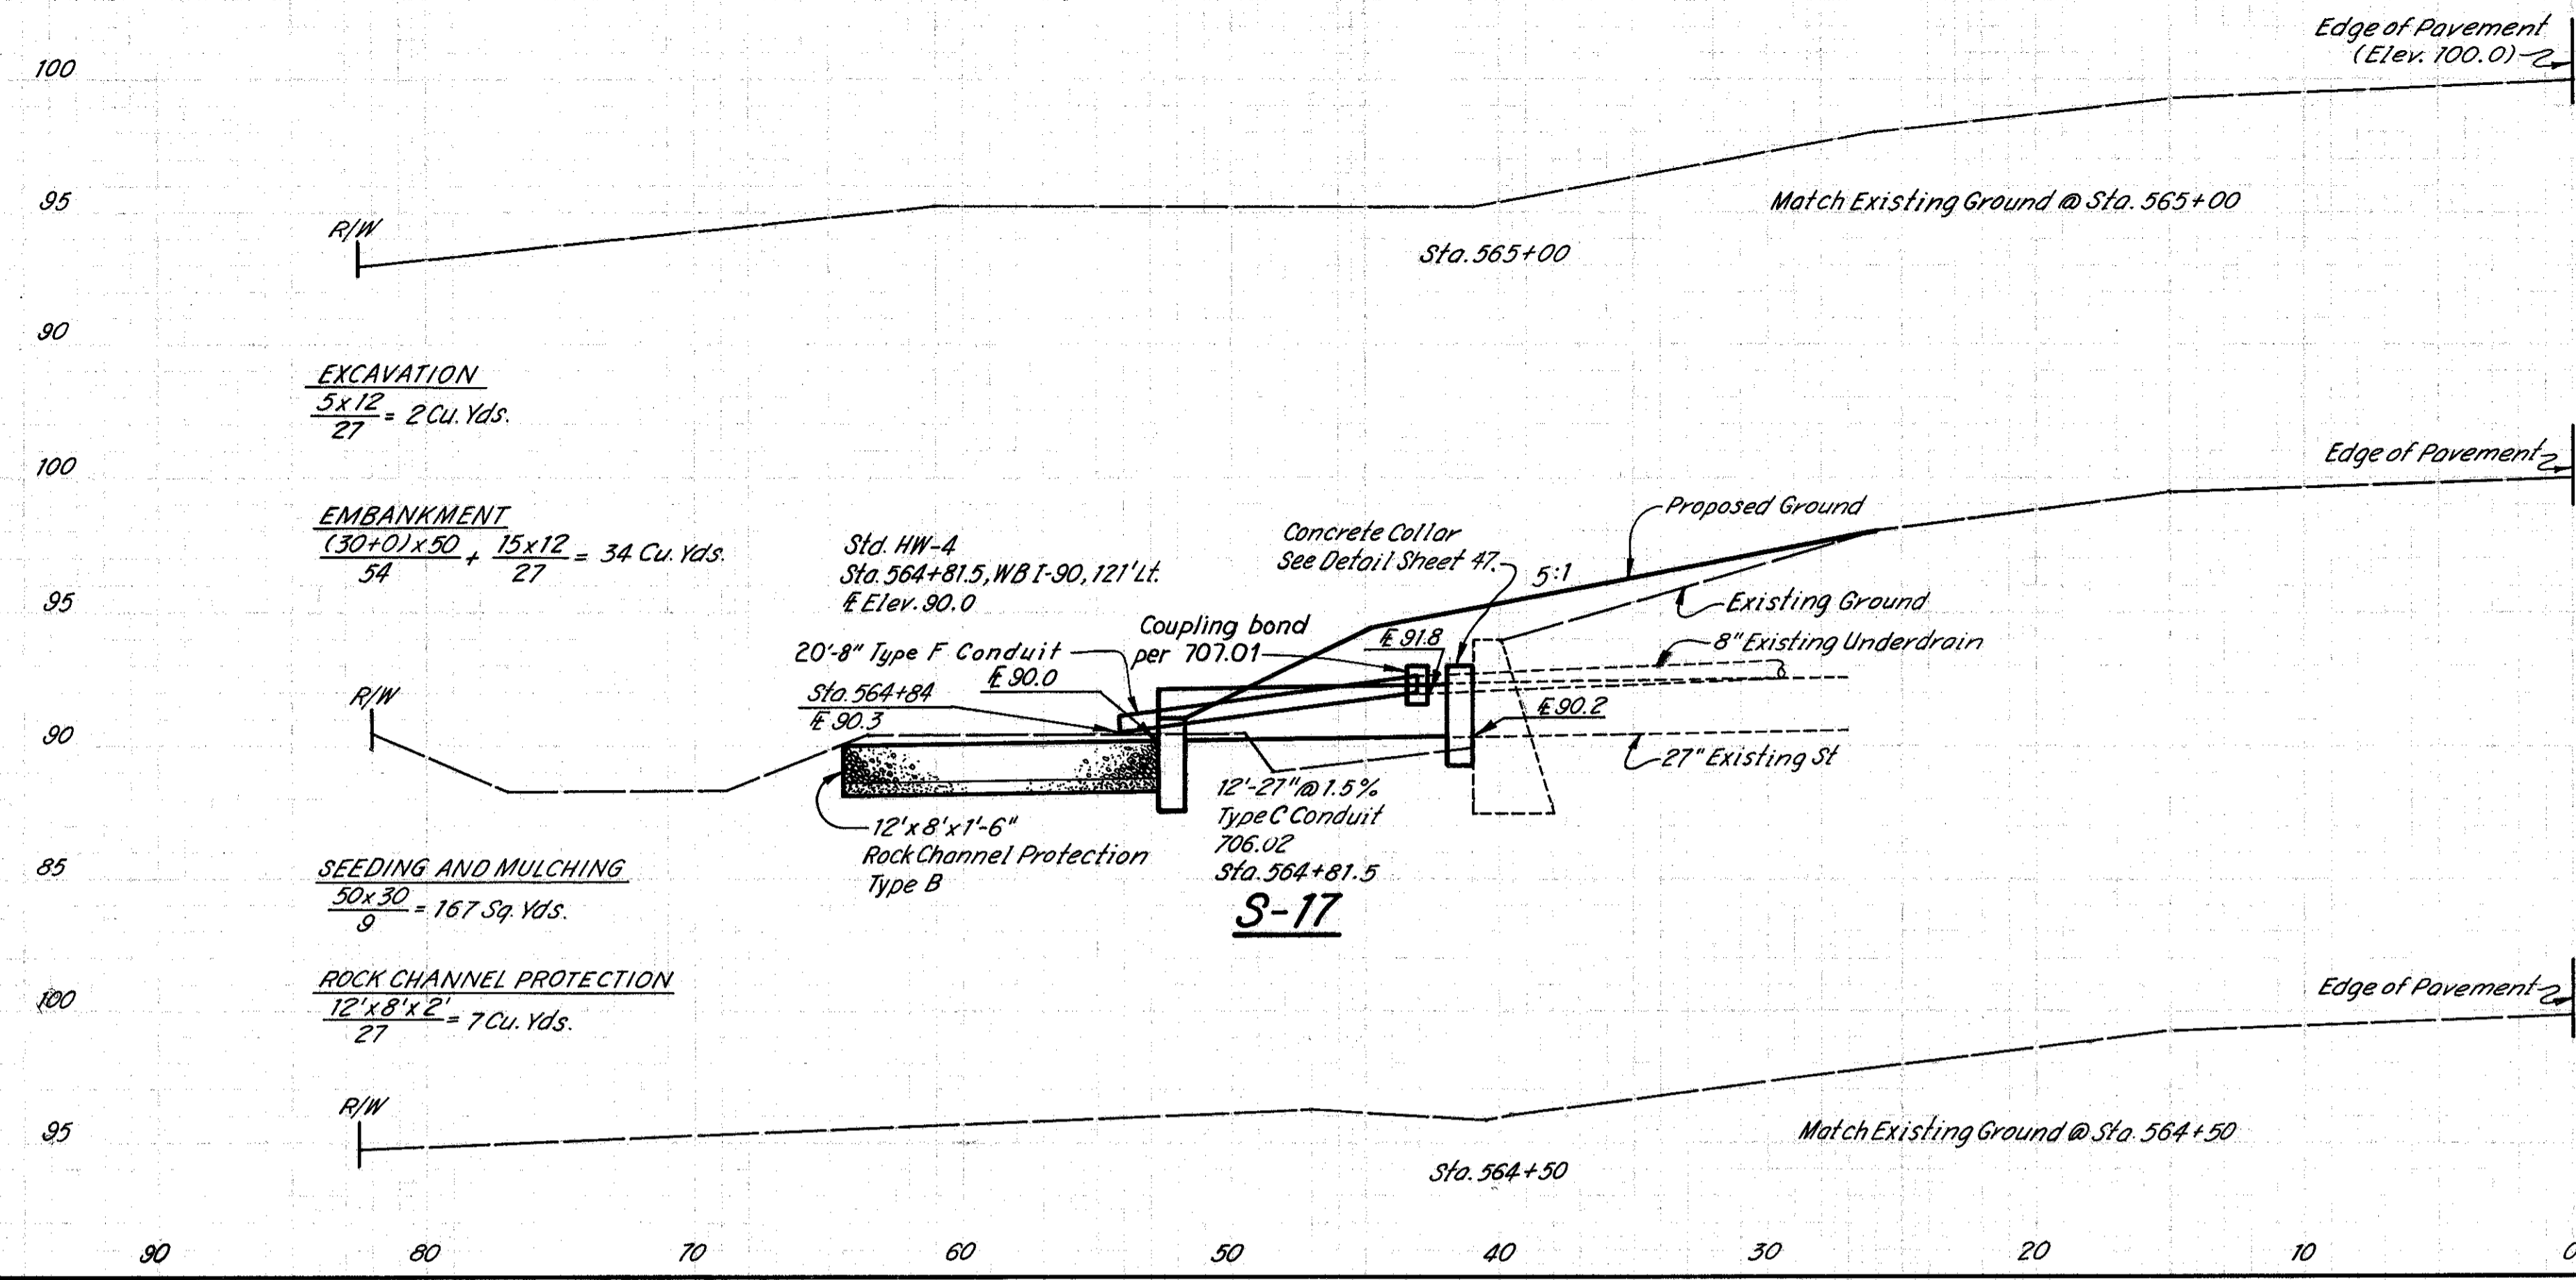 Edge of Pavement
(Elev. 100.0)
100
95
Match Existing Ground @ Sta. 565+00
R/W
Sta. 565+00
90
EXCAVATION
5x12
27
= 2 Cu. Yds.
100
Edge of Pavement
EMBANKMENT
(30+0)x50
54
+
15x12
27
= 34 Cu. Yds.
Std. HW-4
Sta. 564+81.5, WB I-90, 121' Lt.
₣ Elev. 90.0
Concrete Collar
See Detail Sheet 47.
Proposed Ground
5:1
95
Existing Ground
Coupling bond
per 707.01
₣ 91.8
8" Existing Underdrain
20'-8" Type F Conduit
₣ 90.0
Sta. 564+84
₣ 90.3
R/W
₣ 90.2
90
27" Existing St
12'-27" @ 1.5%
Type C Conduit
706.02
Sta. 564+81.5
S-17
12'x8'x1'-6"
Rock Channel Protection
Type B
85
SEEDING AND MULCHING
50x30
9
= 167 Sq. Yds.
ROCK CHANNEL PROTECTION
12'x8'x2'
27
= 7 Cu. Yds.
100
Edge of Pavement
R/W
95
Match Existing Ground @ Sta. 564+50
Sta. 564+50
90 80 70 60 50 40 30 20 10 0